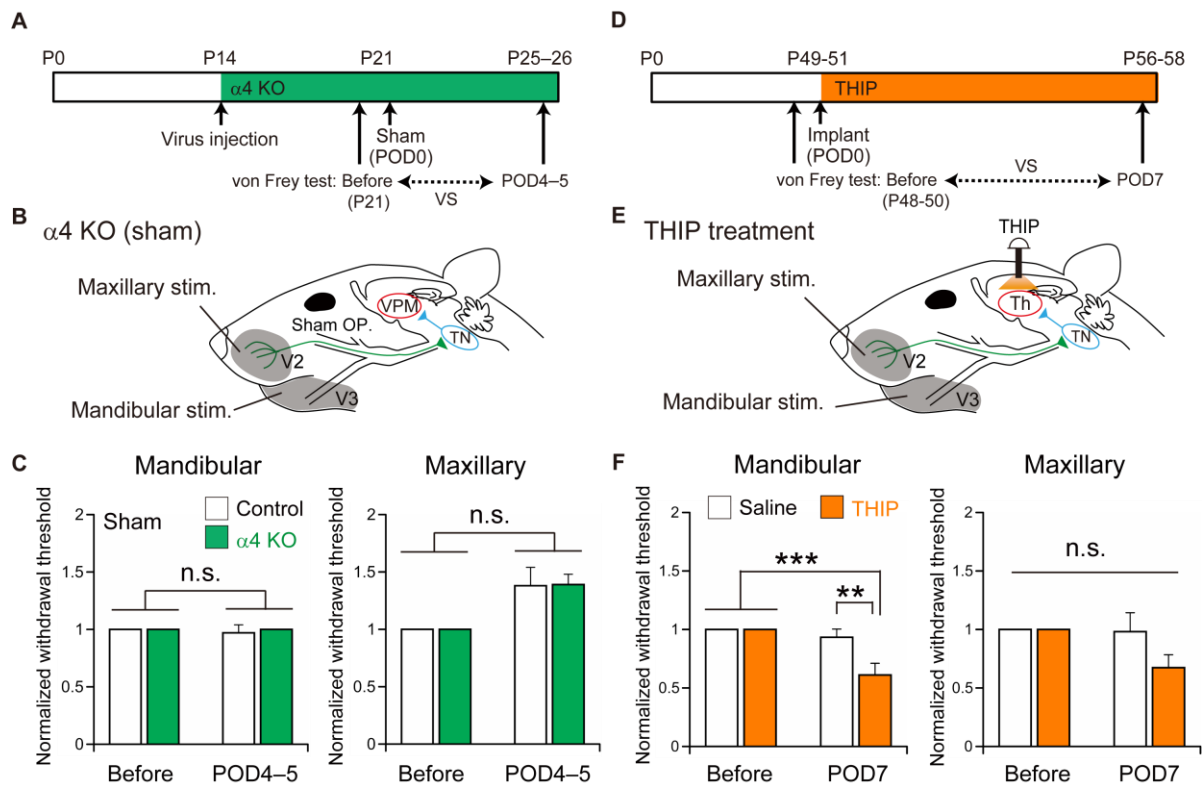 A
P0 P14 P21 P25–26
α4 KO
Virus injection
Sham
(POD0)
von Frey test: Before POD4–5
(P21) VS
B
α4 KO (sham)
Maxillary stim.
VPM
Sham OP.
TN
V2
Mandibular stim.
V3
C
Mandibular
Sham
Control
α4 KO
n.s.
Normalized withdrawal threshold
2
1.5
1
0.5
0
Before POD4–5
Maxillary
n.s.
Normalized withdrawal threshold
2
1.5
1
0.5
0
Before POD4–5
D
P0 P49-51 P56-58
THIP
Implant
(POD0)
VS
von Frey test: Before POD7
(P48-50)
E
THIP treatment
THIP
Maxillary stim.
Th
TN
V2
Mandibular stim.
V3
F
Mandibular
Saline
THIP
***
**
Normalized withdrawal threshold
2
1.5
1
0.5
0
Before POD7
Maxillary
n.s.
Normalized withdrawal threshold
2
1.5
1
0.5
0
Before POD7